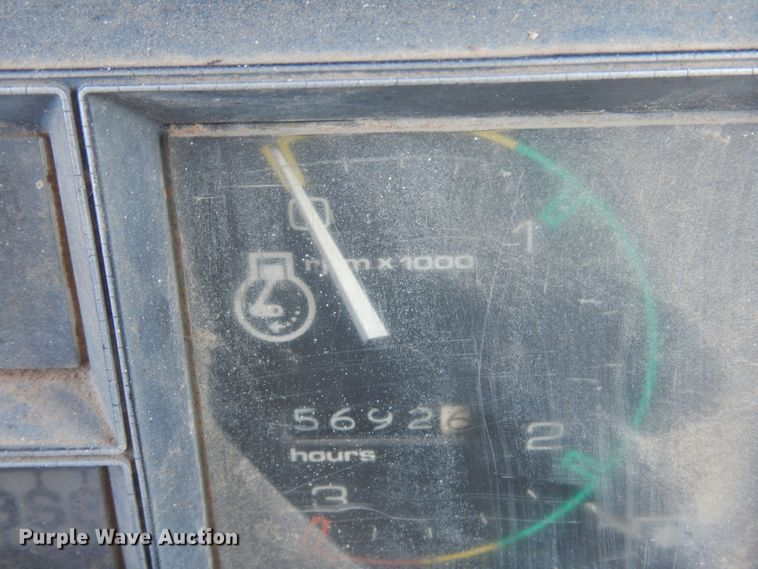 0
1
rpm x 1000
56926
2
hours
3
Purple Wave Auction